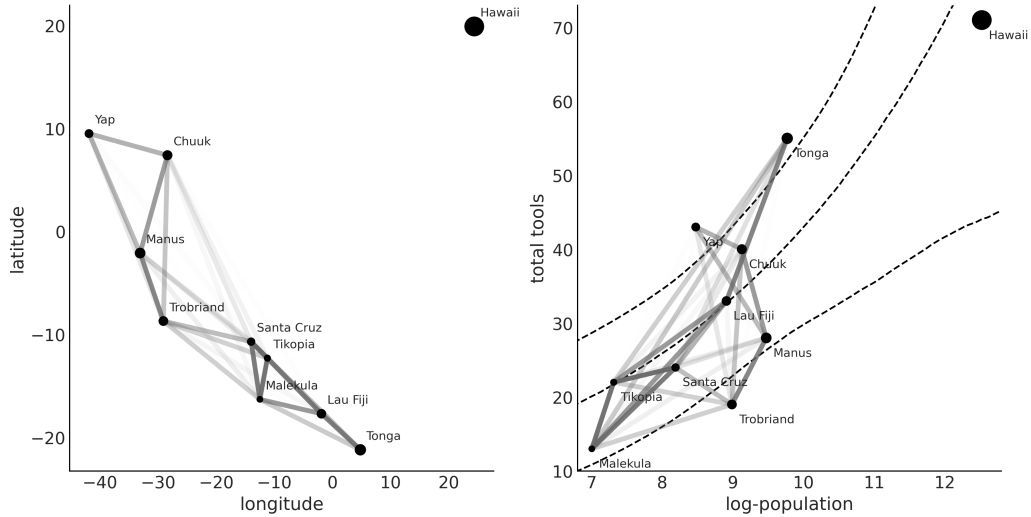 20
10
0
−10
−20
latitude
Hawaii
Yap
Chuuk
Manus
Trobriand
Santa Cruz
Tikopia
Malekula
Lau Fiji
Tonga
−40
−30
−20
−10
0
10
20
longitude
70
60
50
40
30
20
10
total tools
Hawaii
Tonga
Yap
Chuuk
Lau Fiji
Manus
Santa Cruz
Tikopia
Trobriand
Malekula
7
8
9
10
11
12
log-population